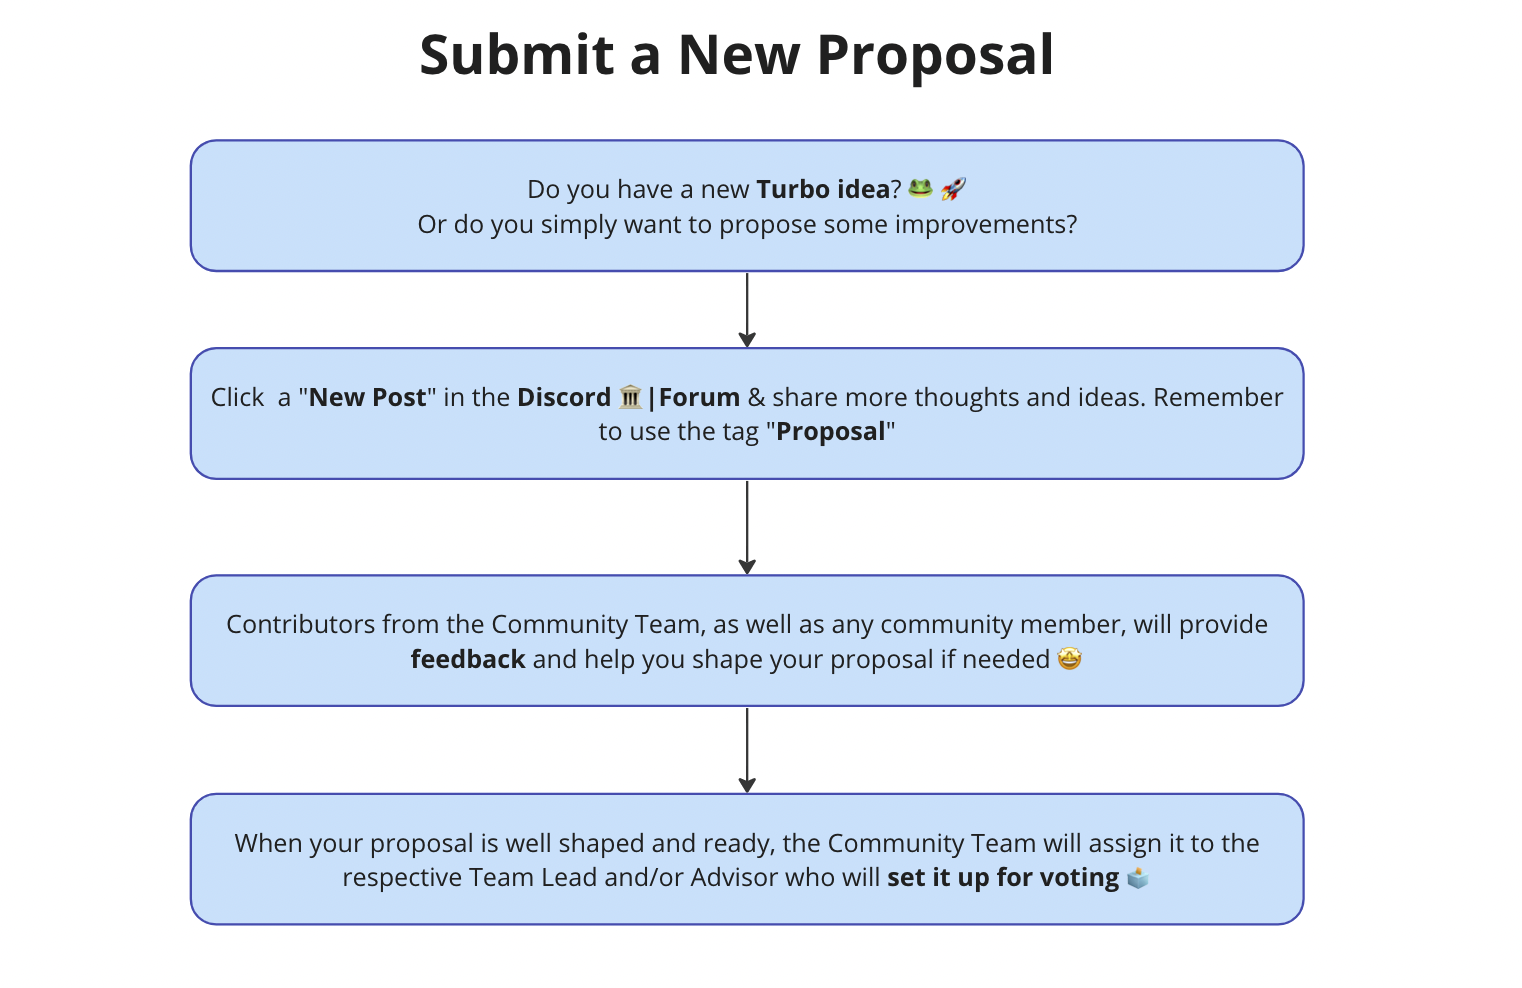 Submit a New Proposal
Do you have a new Turbo idea? 🐸 🚀
Or do you simply want to propose some improvements?
Click  a "New Post" in the Discord 🏛️|Forum & share more thoughts and ideas. Remember
to use the tag "Proposal"
Contributors from the Community Team, as well as any community member, will provide
feedback and help you shape your proposal if needed 🤩
When your proposal is well shaped and ready, the Community Team will assign it to the
respective Team Lead and/or Advisor who will set it up for voting 🗳️